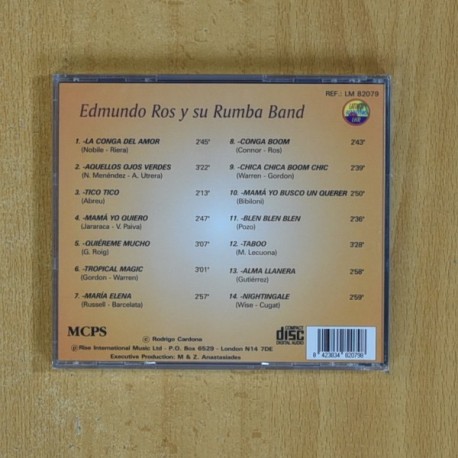 REF.: LM 82079
Edmundo Ros y su Rumba Band
1.-LA CONGA DEL AMOR 2'45"
(Nobile - Riera)
2.-AQUELLOS OJOS VERDES 3'22"
(N. Menéndez - A. Utrera)
3.-TICO TICO 2'13"
(Abreu)
4.-MAMÁ YO QUIERO 2'47"
(Jararaca - V. Paiva)
5.-QUIÉREME MUCHO 3'07"
(G. Roig)
6.-TROPICAL MAGIC 3'01"
(Gordon - Warren)
7.-MARÍA ELENA 2'57"
(Russell - Barcelata)
8.-CONGA BOOM 2'43"
(Connor - Ros)
9.-CHICA CHICA BOOM CHIC 2'39"
(Warren - Gordon)
10.-MAMÁ YO BUSCO UN QUERER 2'50"
(Bibiloni)
11.-BLEN BLEN BLEN 2'36"
(Pozo)
12.-TABOO 3'28"
(M. Lecuona)
13.-ALMA LLANERA 2'58"
(Gutiérrez)
14.-NIGHTINGALE 2'59"
(Wise - Cugat)
MCPS
© Rodrigo Cardona
℗ Rise International Music Ltd - P.O. Box 6529 - London N14 7DE
Executive Production: M & Z. Anastasiades
COMPACT
disc
DIGITAL AUDIO
8 423634 820798